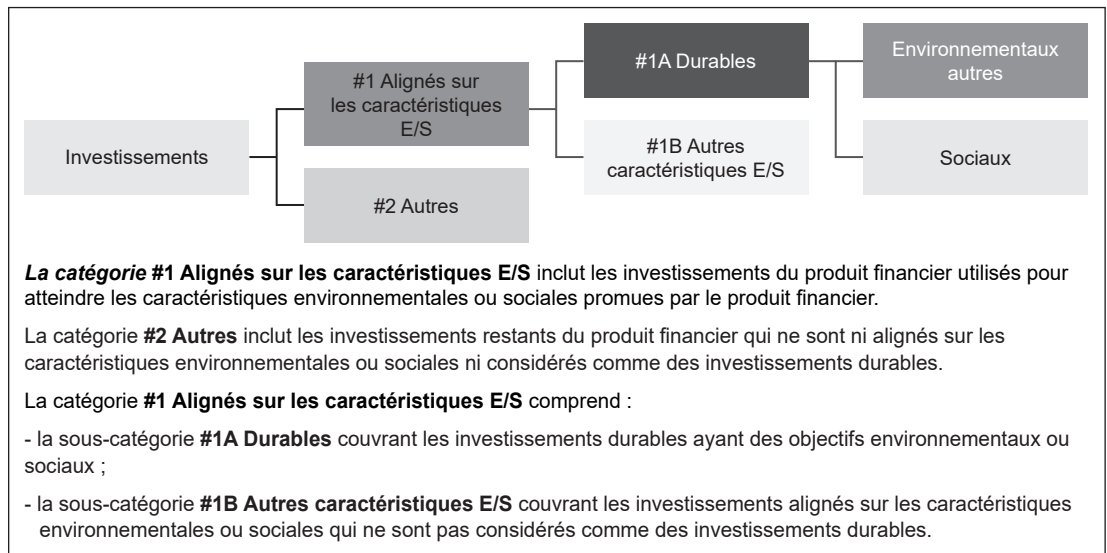 #1A Durables
Environnementaux
autres
#1 Alignés sur
les caractéristiques
E/S
Investissements
#1B Autres
caractéristiques E/S
Sociaux
#2 Autres
La catégorie #1 Alignés sur les caractéristiques E/S inclut les investissements du produit financier utilisés pour
atteindre les caractéristiques environnementales ou sociales promues par le produit financier.
La catégorie #2 Autres inclut les investissements restants du produit financier qui ne sont ni alignés sur les
caractéristiques environnementales ou sociales ni considérés comme des investissements durables.
La catégorie #1 Alignés sur les caractéristiques E/S comprend :
- la sous-catégorie #1A Durables couvrant les investissements durables ayant des objectifs environnementaux ou
sociaux ;
- la sous-catégorie #1B Autres caractéristiques E/S couvrant les investissements alignés sur les caractéristiques
environnementales ou sociales qui ne sont pas considérés comme des investissements durables.